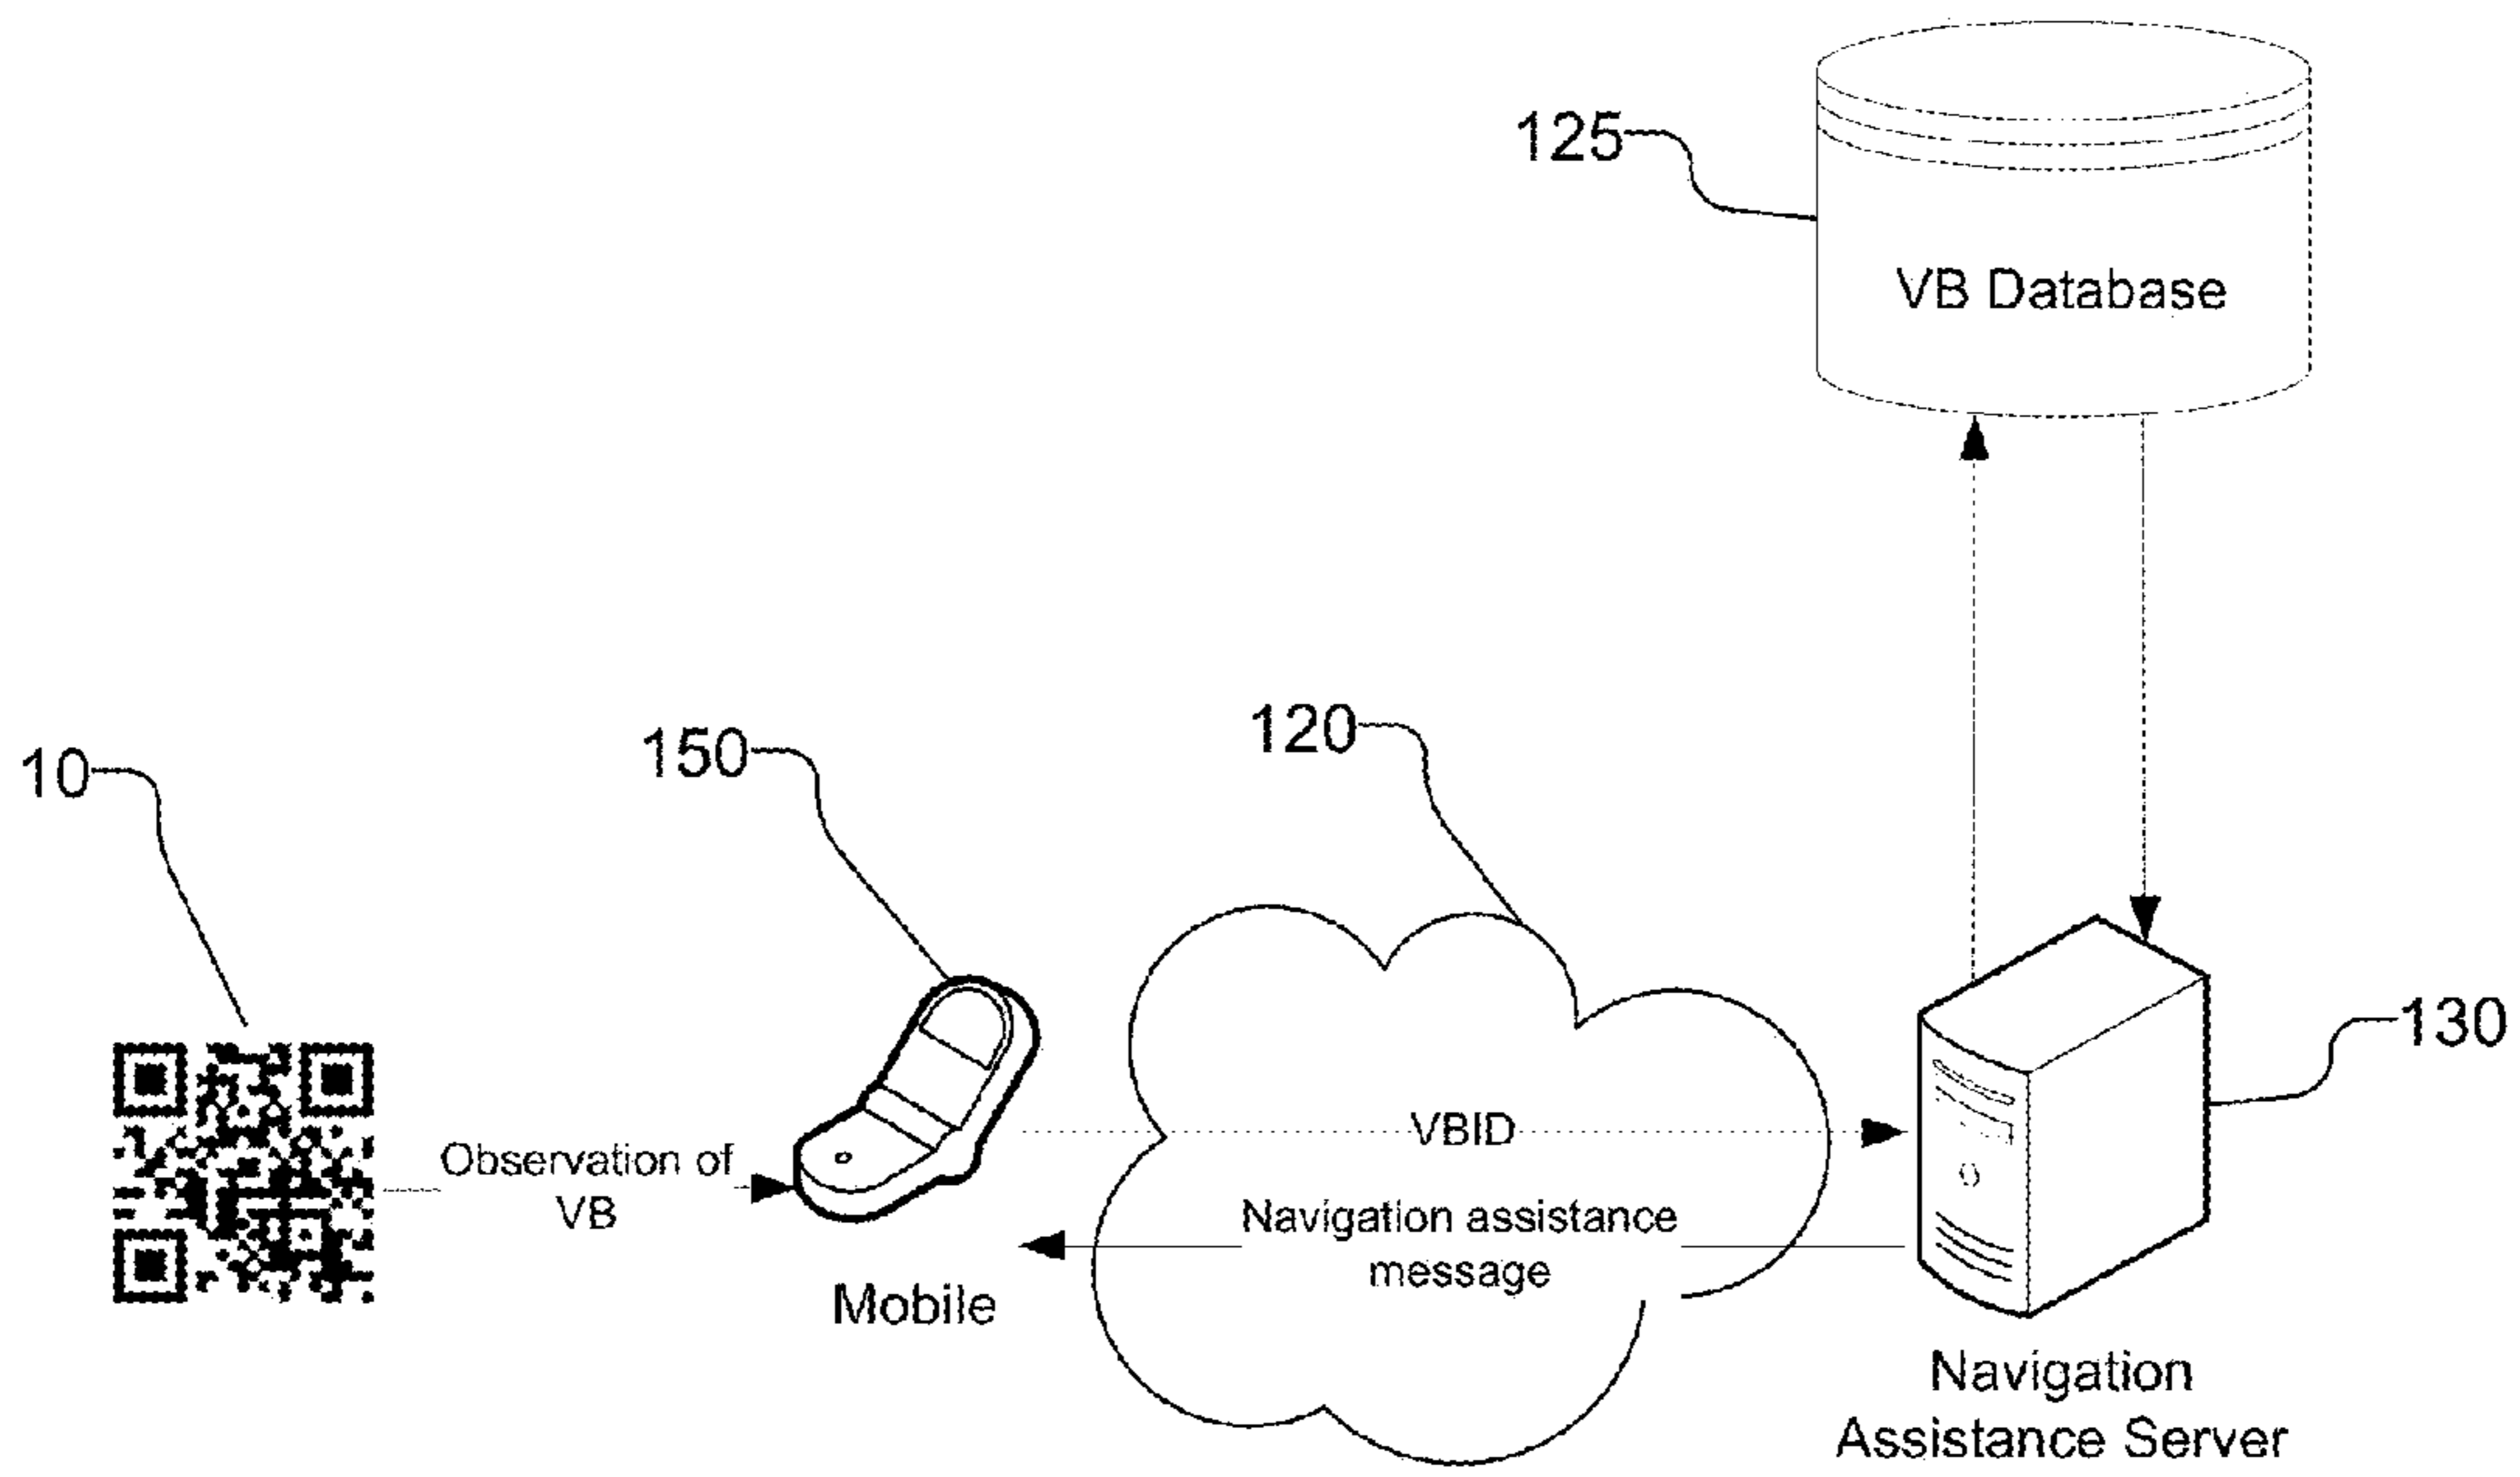 125
VB Database
120
150
10
130
VBID
Observation of
VB
Navigation assistance
message
Mobile
Navigation
Assistance Server